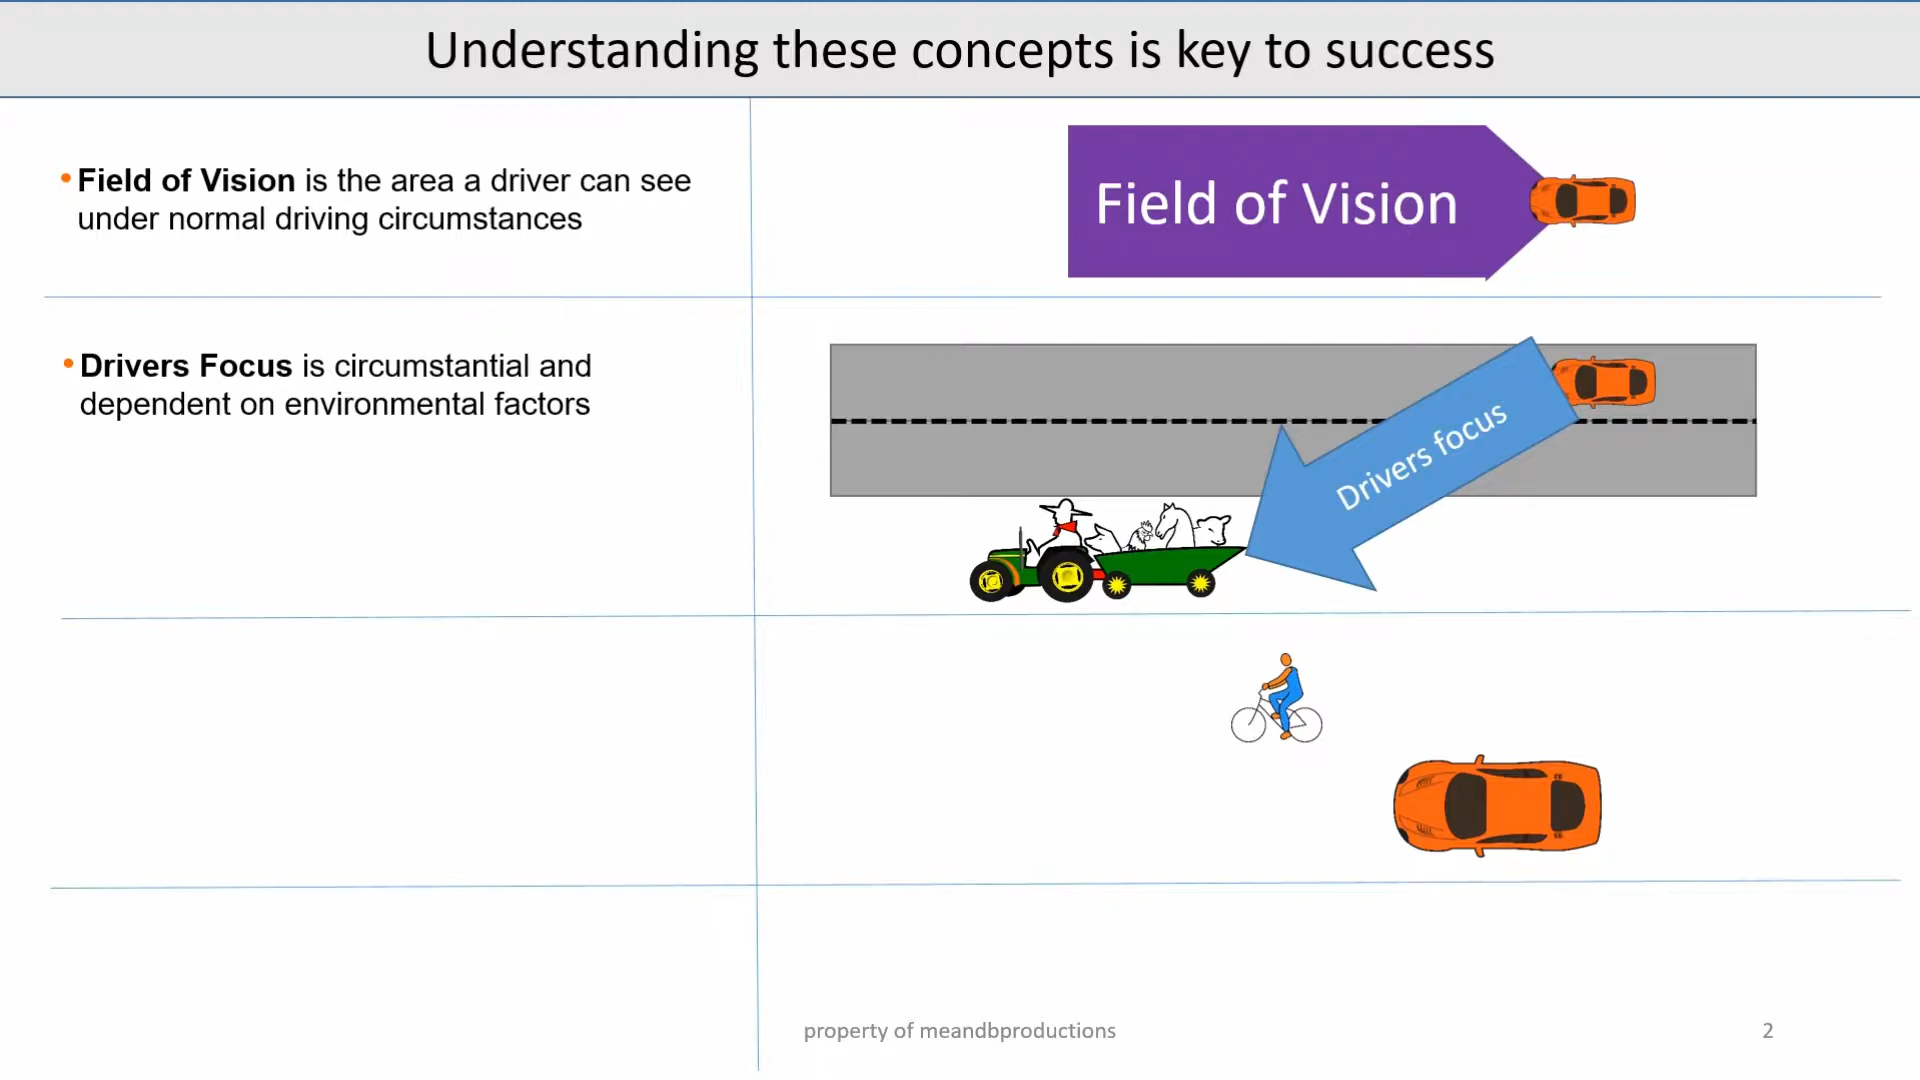 Understanding these concepts is key to success
• Field of Vision is the area a driver can see
under normal driving circumstances
Field of Vision
• Drivers Focus is circumstantial and
dependent on environmental factors
Drivers focus
property of meandbproductions
2